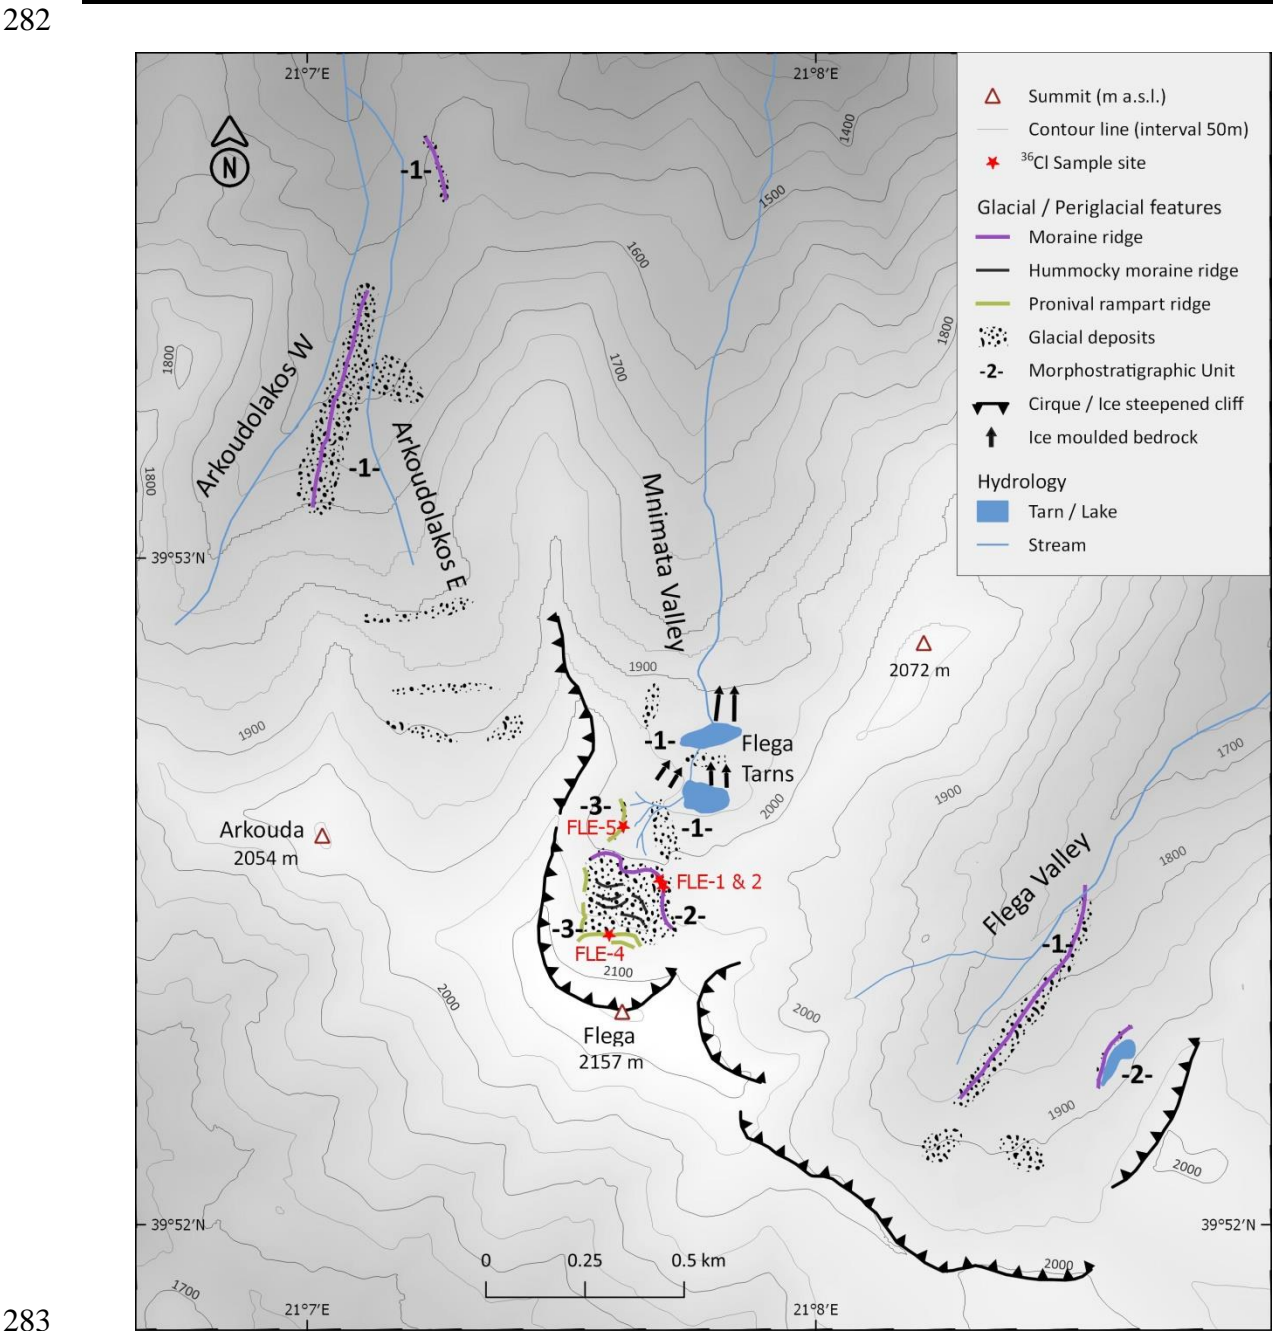 282
21°7′E
21°8′E
N
-1-
1400
1500
1600
1700
1800
1800
1800
Arkoudolakos W
Arkoudolakos E
-1-
Mnimata Valley
39°53′N
Summit (m a.s.l.)
Contour line (interval 50m)
³⁶Cl Sample site
Glacial / Periglacial features
Moraine ridge
Hummocky moraine ridge
Pronival rampart ridge
Glacial deposits
-2- Morphostratigraphic Unit
Cirque / Ice steepened cliff
Ice moulded bedrock
Hydrology
Tarn / Lake
Stream
2072 m
1900
1900
-1-
Flega
Tarns
2000
1900
1700
1800
Arkouda
2054 m
-3-
FLE-5
-1-
FLE-1 & 2
-2-
-3-
FLE-4
2100
2000
Flega
2157 m
2000
Flega Valley
-1-
-2-
1900
2000
39°52′N
39°52′N
2000
0 0.25 0.5 km
1700
21°7′E
21°8′E
283